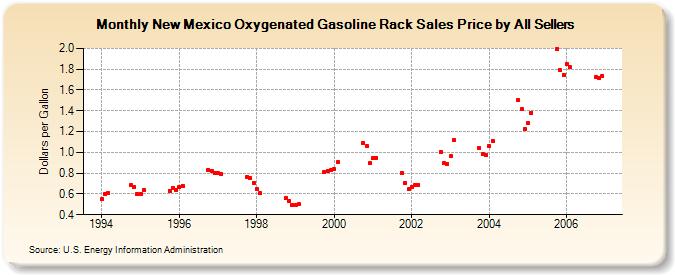 Monthly New Mexico Oxygenated Gasoline Rack Sales Price by All Sellers
Dollars per Gallon
2.0
1.8
1.6
1.4
1.2
1.0
0.8
0.6
0.4
1994 1996 1998 2000 2002 2004 2006
Source: U.S. Energy Information Administration